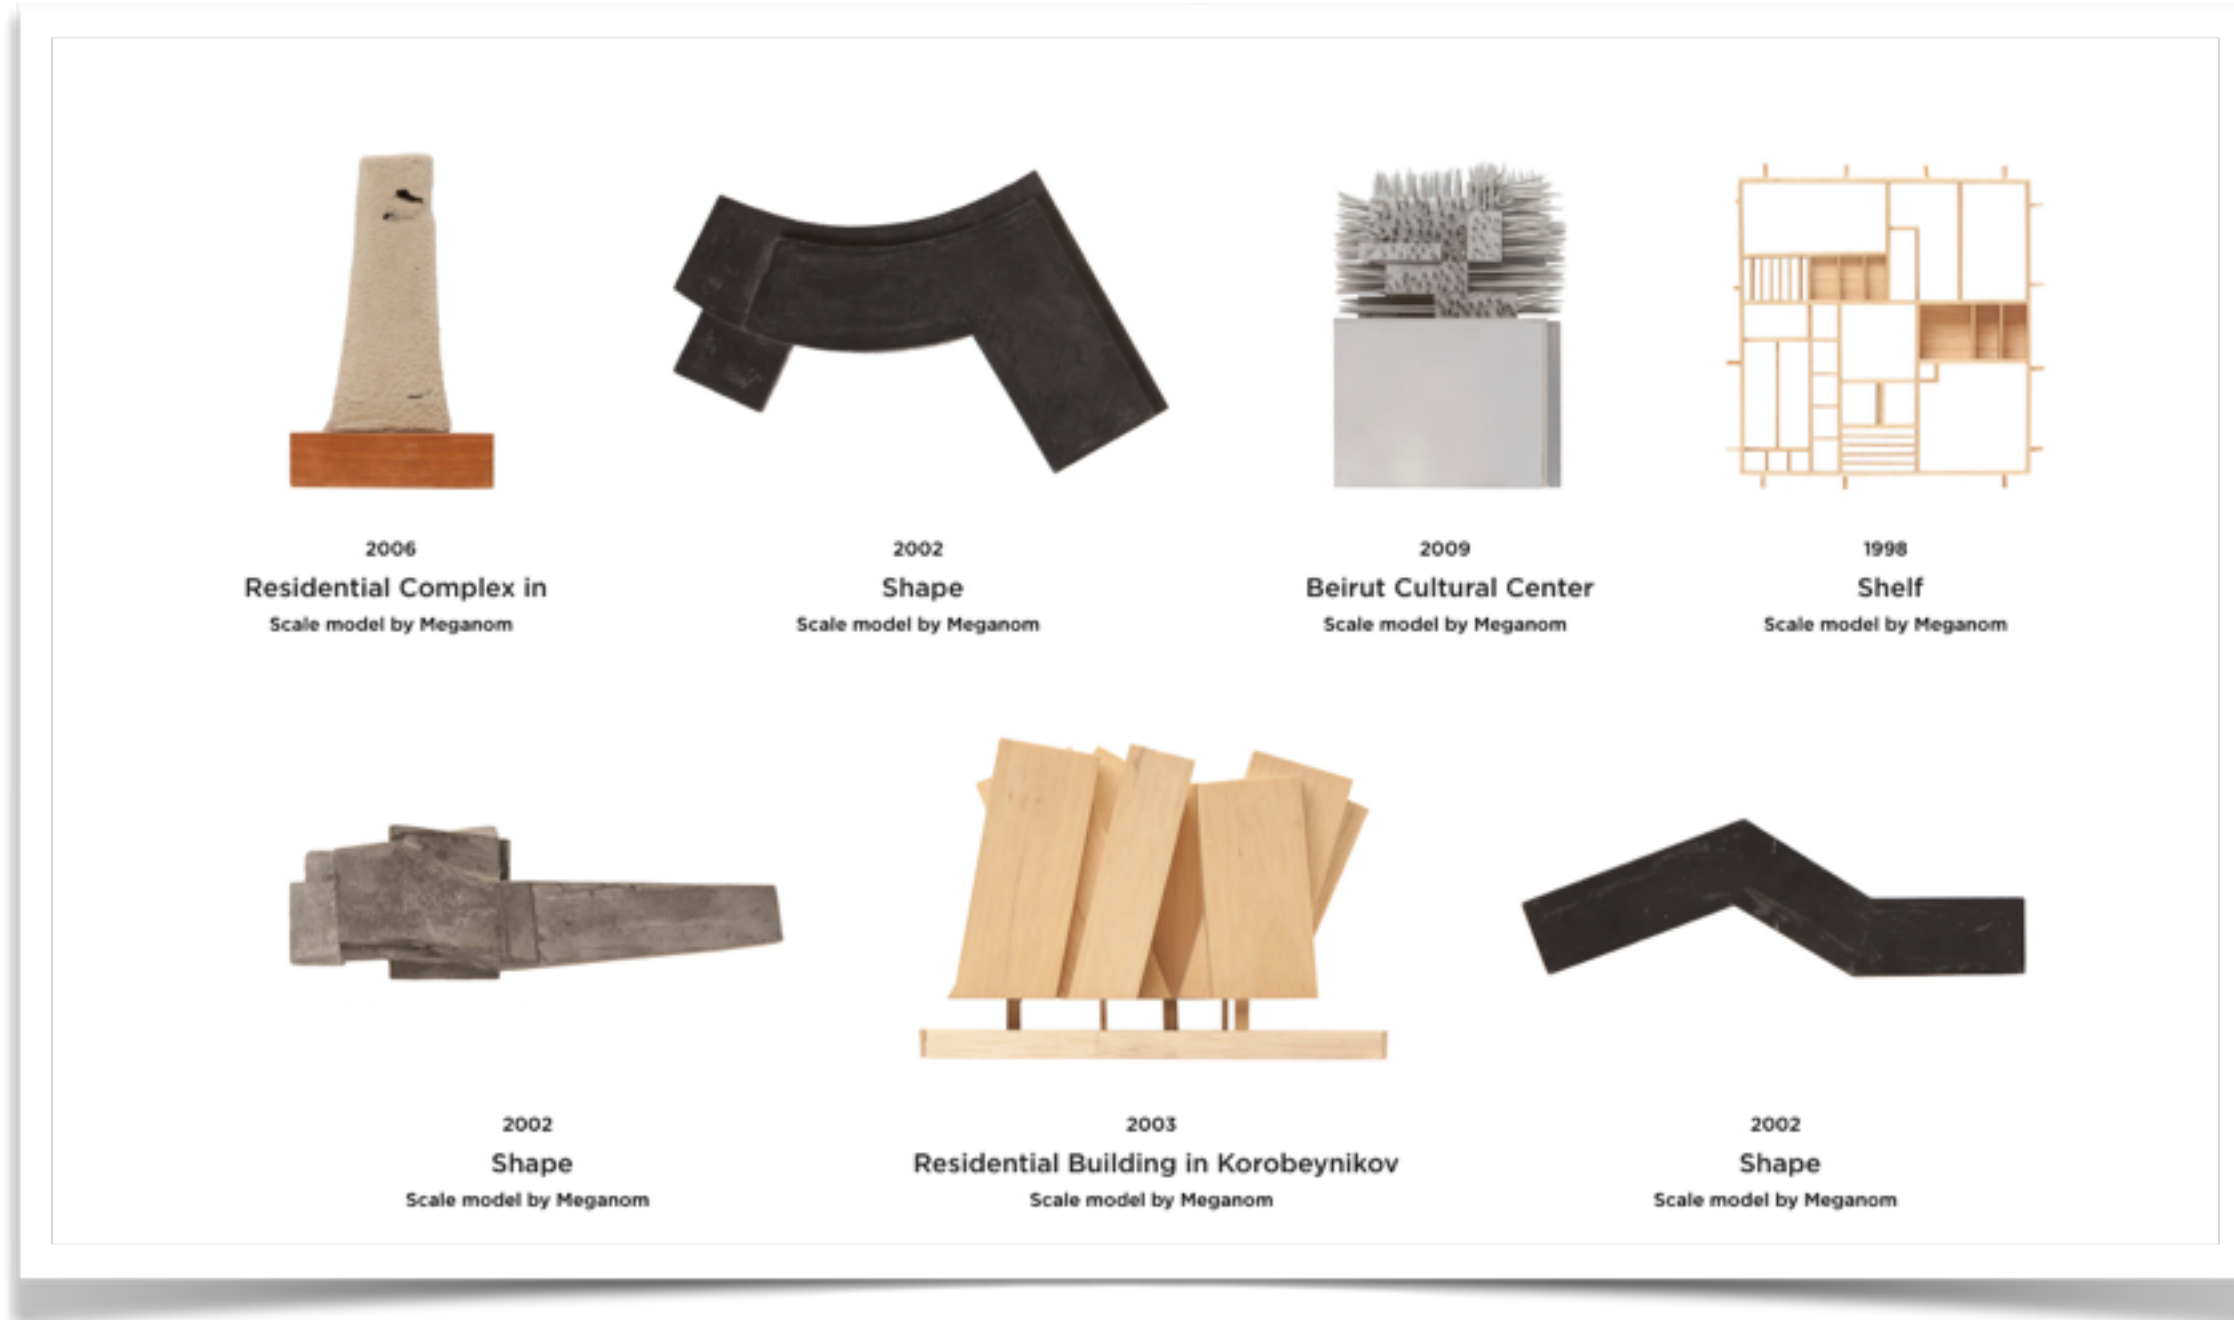 2006
Residential Complex in
Scale model by Meganom
2002
Shape
Scale model by Meganom
2009
Beirut Cultural Center
Scale model by Meganom
1998
Shelf
Scale model by Meganom
2002
Shape
Scale model by Meganom
2003
Residential Building in Korobeynikov
Scale model by Meganom
2002
Shape
Scale model by Meganom